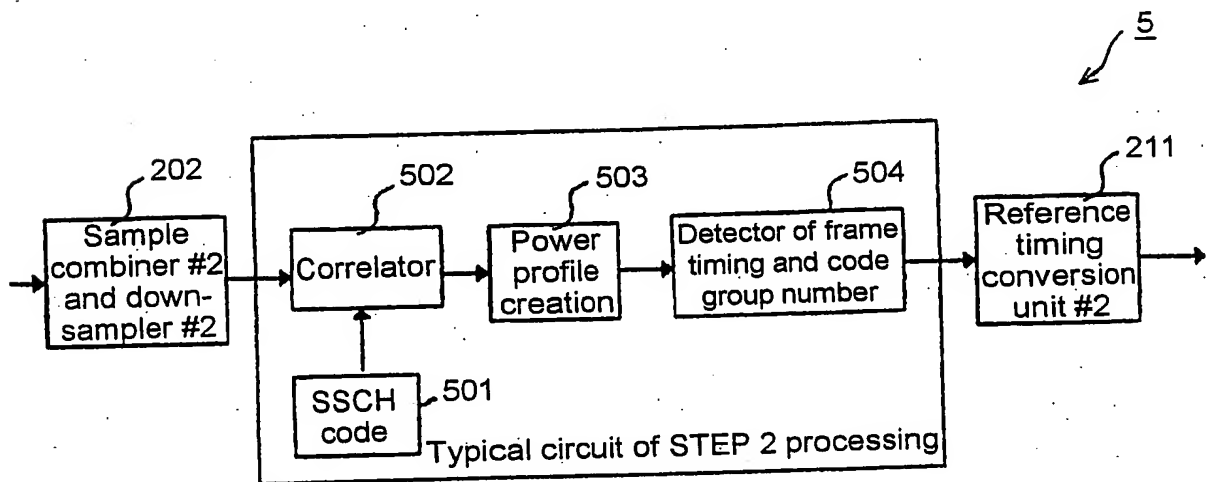 5
202
502
503
504
211
Sample
combiner #2
and down-
sampler #2
Correlator
Power
profile
creation
Detector of frame
timing and code
group number
Reference
timing
conversion
unit #2
SSCH
code
501
Typical circuit of STEP 2 processing